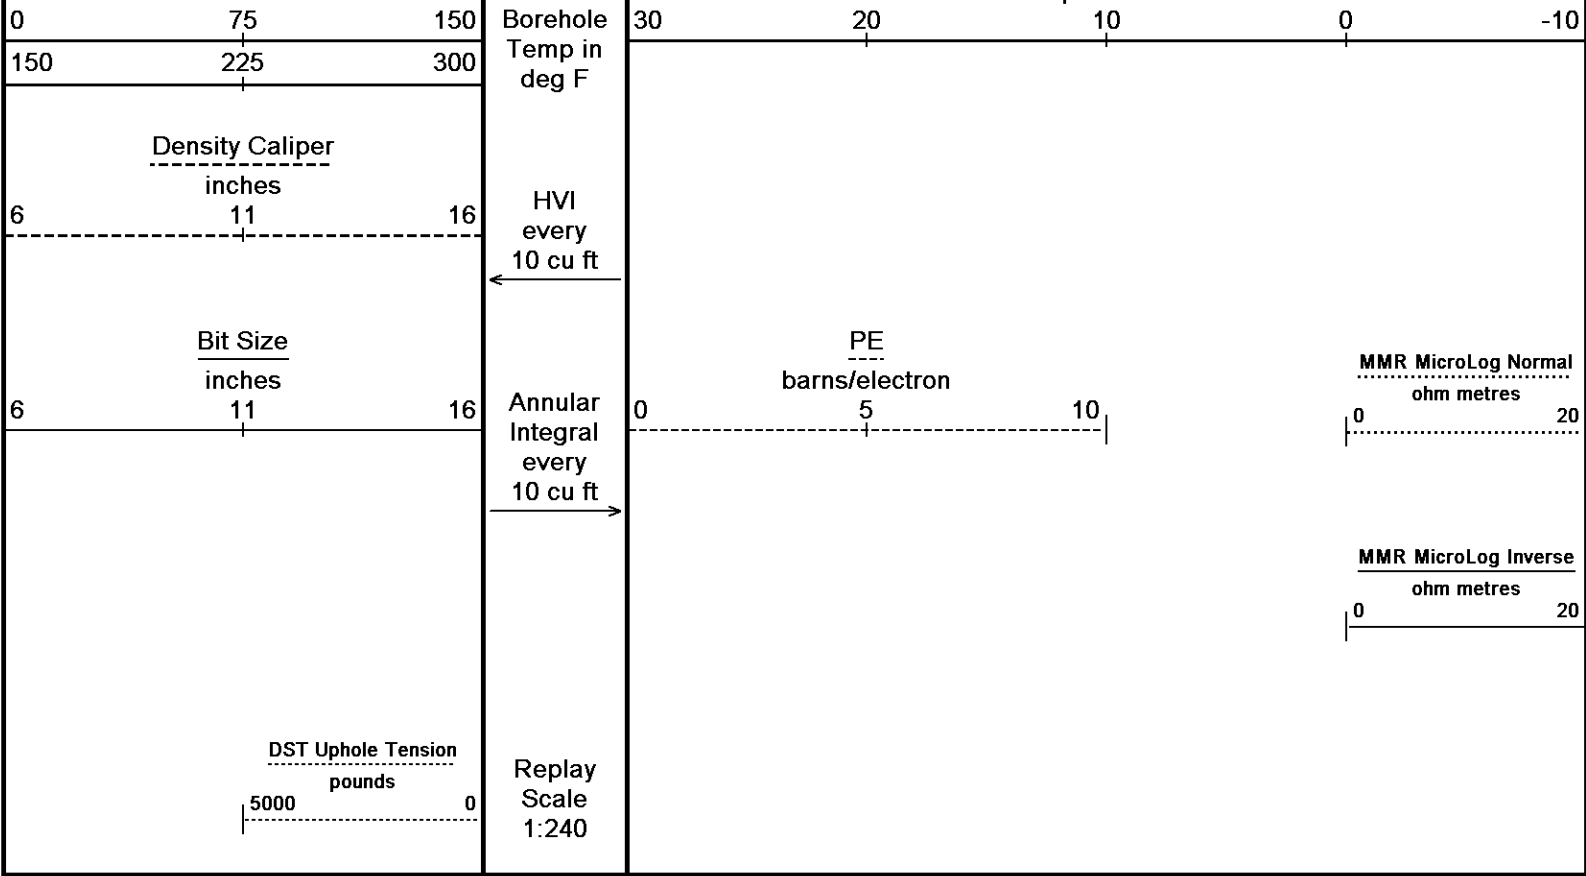 0 75 150
150 225 300
Density Caliper
inches
6 11 16
Bit Size
inches
6 11 16
DST Uphole Tension
pounds
5000 0
Borehole
Temp in
deg F
HVI
every
10 cu ft
Annular
Integral
every
10 cu ft
Replay
Scale
1:240
30 20 10 0 -10
PE
barns/electron
0 5 10
MMR MicroLog Normal
ohm metres
0 20
MMR MicroLog Inverse
ohm metres
0 20